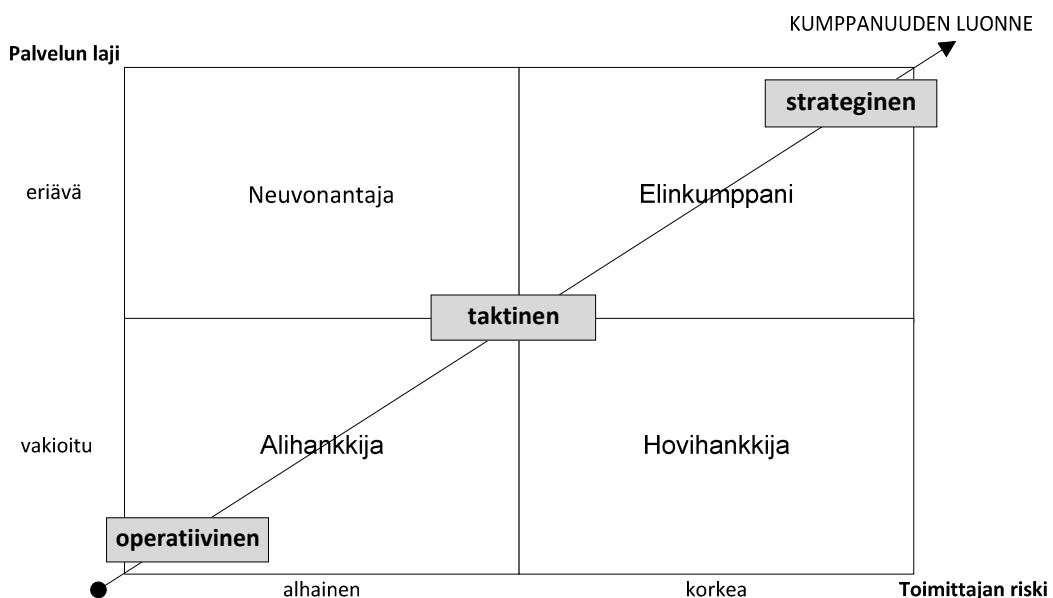 KUMPPANUUDEN LUONNE
Palvelun laji
strateginen
eriävä
Neuvonantaja
Elinkumppani
taktinen
vakioitu
Alihankkija
Hovihankkija
operatiivinen
alhainen
korkea
Toimittajan riski